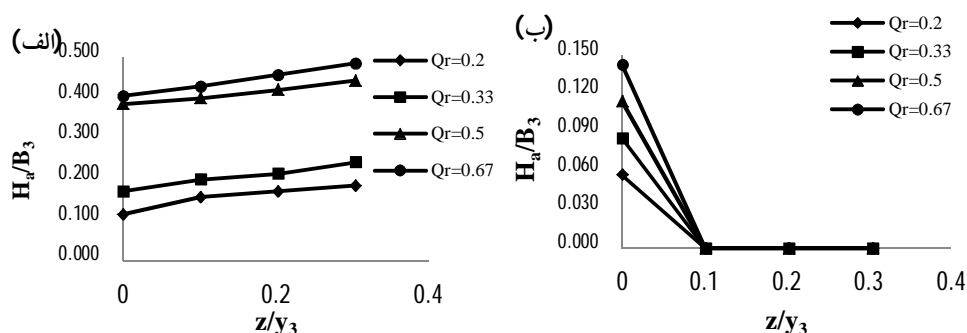 (الف)
0.500
0.400
0.300
0.200
0.100
0.000
Hₐ/B₃
0
0.2
0.4
z/y₃
Qr=0.2
Qr=0.33
Qr=0.5
Qr=0.67
(ب)
0.150
0.120
0.090
0.060
0.030
0.000
Hₐ/B₃
0
0.1
0.2
0.3
0.4
z/y₃
Qr=0.2
Qr=0.33
Qr=0.5
Qr=0.67